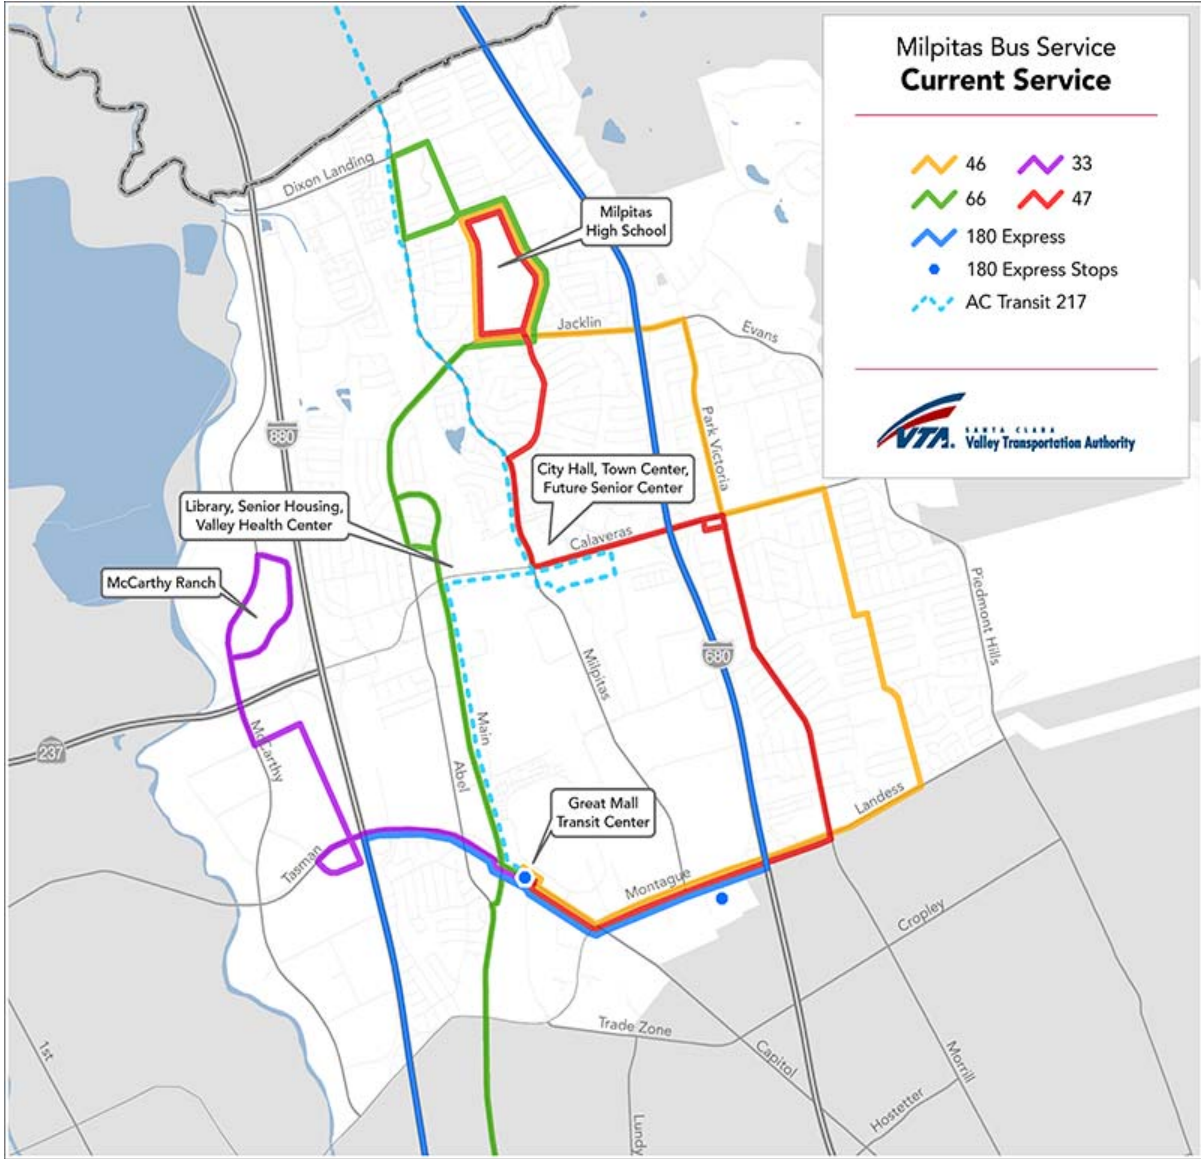 Milpitas Bus Service
Current Service
46
33
66
47
180 Express
180 Express Stops
AC Transit 217
SANTA CLARA
VTA.
Valley Transportation Authority
Dixon Landing
Milpitas
High School
Jacklin
Evans
Park Victoria
880
City Hall, Town Center,
Future Senior Center
Library, Senior Housing,
Valley Health Center
Calaveras
McCarthy Ranch
Piedmont Hills
680
Milpitas
237
McCarthy
Main
Abel
Great Mall
Transit Center
Landess
Tasman
Montague
Cropley
Trade Zone
1st
Capitol
Morrill
Hostetter
Lundy